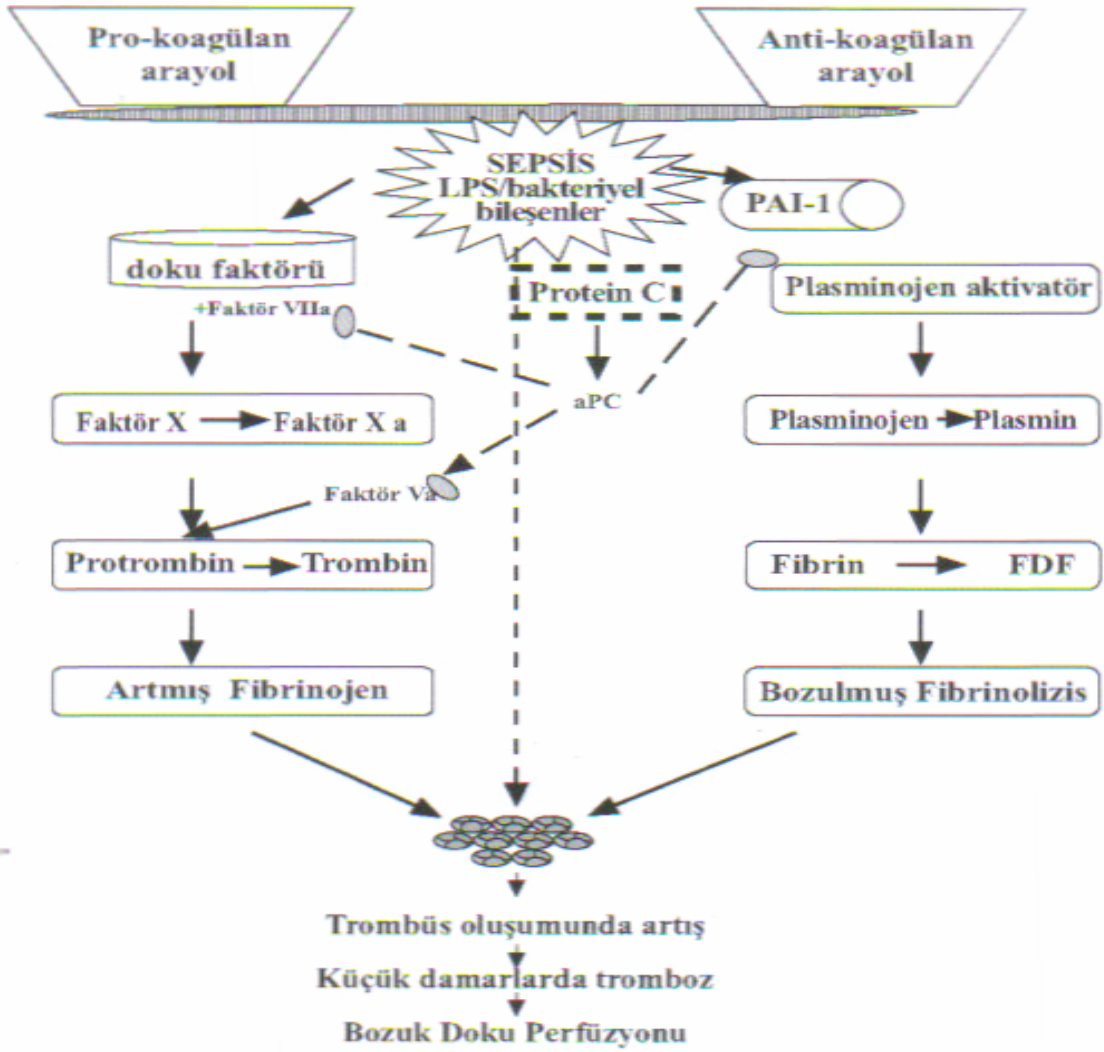 Pro-koagülan
arayol
Anti-koagülan
arayol
SEPSİS
LPS/bakteriyel
bileşenler
PAI-1
doku faktörü
+Faktör VIIa
Protein C
Plasminojen aktivatör
aPC
Faktör X Faktör X a
Plasminojen Plasmin
Faktör Va
Protrombin Trombin
Fibrin FDF
Artmış Fibrinojen
Bozulmuş Fibrinolizis
Trombüs oluşumunda artış
Küçük damarlarda tromboz
Bozuk Doku Perfüzyonu